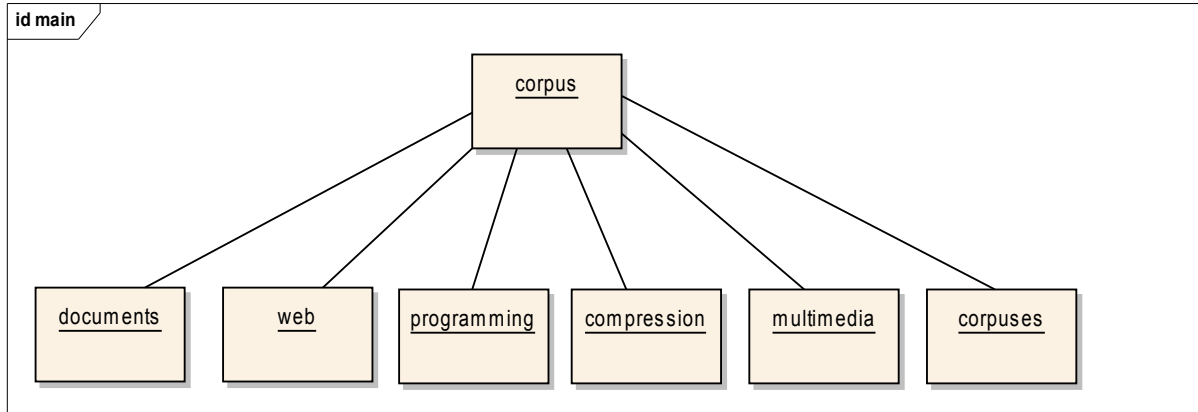 id main
corpus
documents
web
programming
compression
multimedia
corpuses